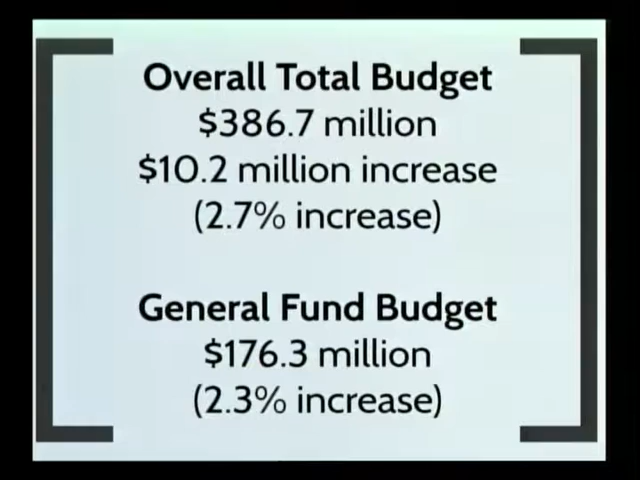 Overall Total Budget
$386.7 million
$10.2 million increase
(2.7% increase)
General Fund Budget
$176.3 million
(2.3% increase)